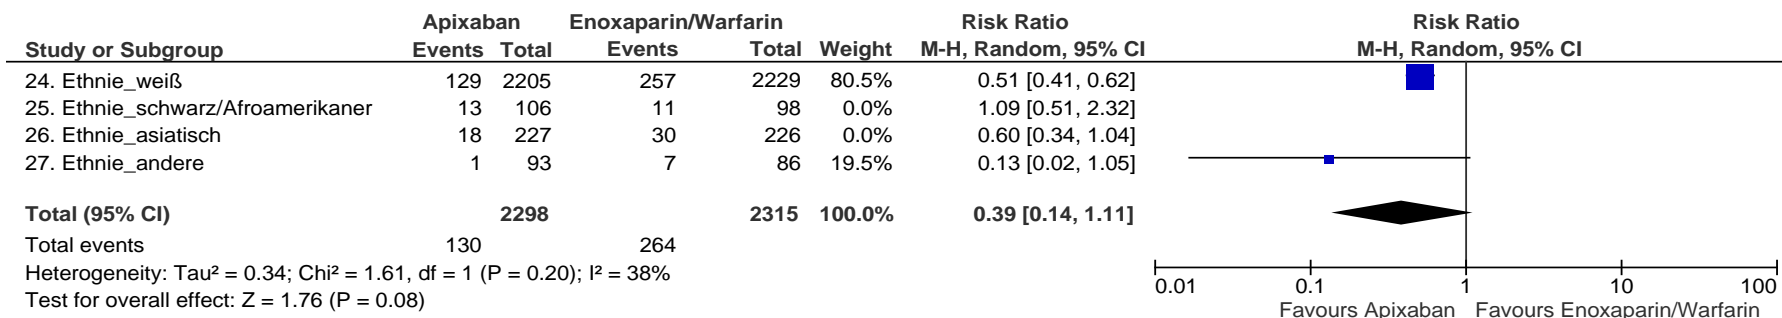 Apixaban Enoxaparin/Warfarin Risk Ratio Risk Ratio
Study or Subgroup Events Total Events Total Weight M-H, Random, 95% CI M-H, Random, 95% CI
24. Ethnie_weiß 129 2205 257 2229 80.5% 0.51 [0.41, 0.62]
25. Ethnie_schwarz/Afroamerikaner 13 106 11 98 0.0% 1.09 [0.51, 2.32]
26. Ethnie_asiatisch 18 227 30 226 0.0% 0.60 [0.34, 1.04]
27. Ethnie_andere 1 93 7 86 19.5% 0.13 [0.02, 1.05]
Total (95% CI) 2298 2315 100.0% 0.39 [0.14, 1.11]
Total events 130 264
Heterogeneity: Tau² = 0.34; Chi² = 1.61, df = 1 (P = 0.20); I² = 38%
Test for overall effect: Z = 1.76 (P = 0.08)
0.01 0.1 1 10 100
Favours Apixaban Favours Enoxaparin/Warfarin